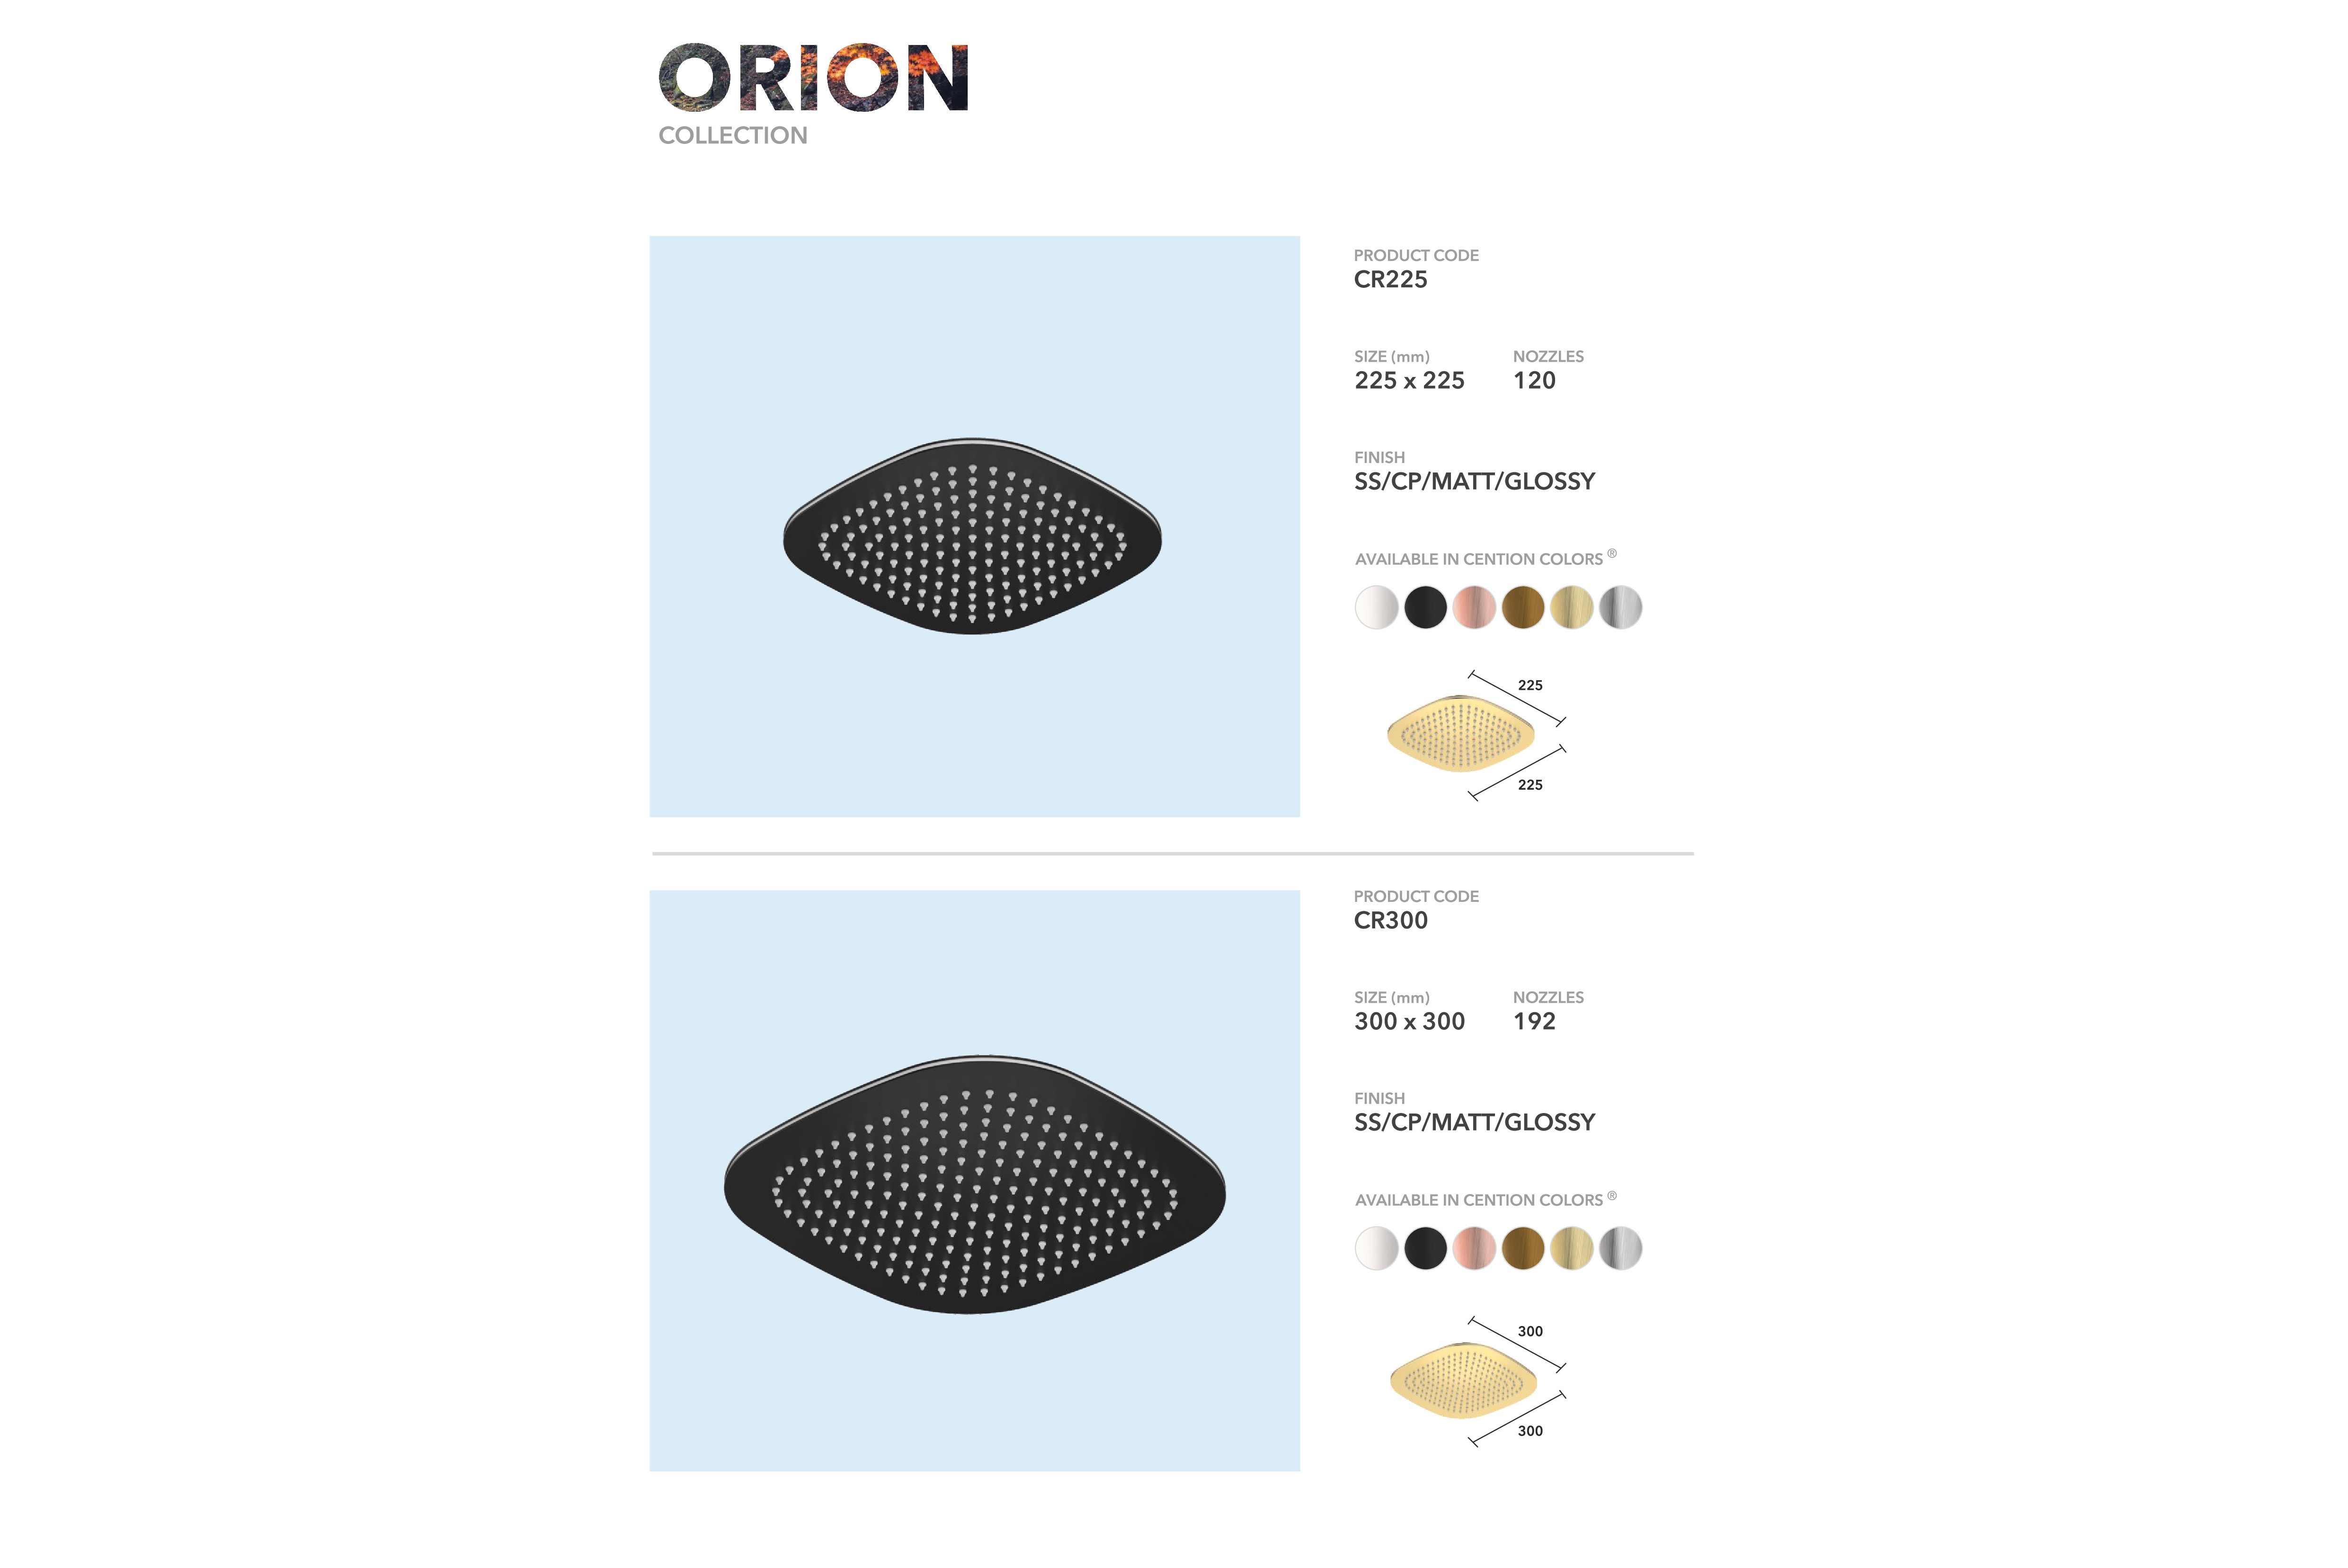 ORION
COLLECTION
PRODUCT CODE
CR225
SIZE (mm) NOZZLES
225 x 225 120
FINISH
SS/CP/MATT/GLOSSY
AVAILABLE IN CENTION COLORS ®
225
225
PRODUCT CODE
CR300
SIZE (mm) NOZZLES
300 x 300 192
FINISH
SS/CP/MATT/GLOSSY
AVAILABLE IN CENTION COLORS ®
300
300